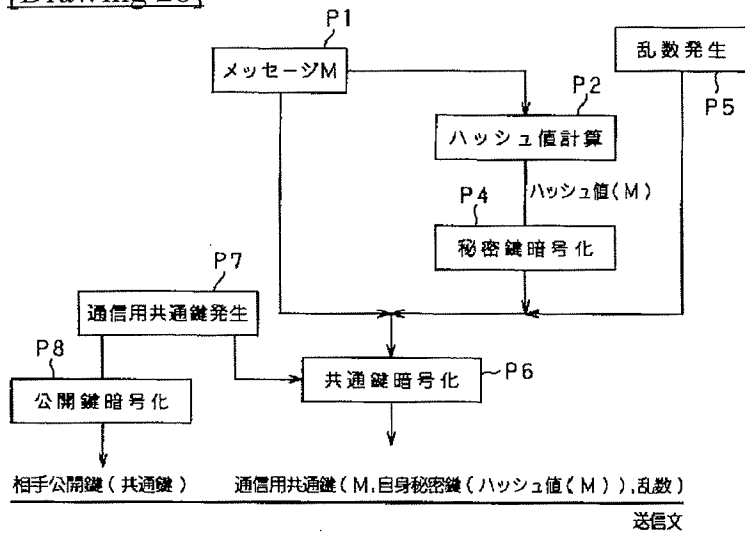 P1
メッセージM
乱数発生
P5
P2
ハッシュ値計算
ハッシュ値(M)
P4
秘密鍵暗号化
P7
通信用共通鍵発生
P8
公開鍵暗号化
共通鍵暗号化
P6
相手公開鍵(共通鍵) 通信用共通鍵(M,自身秘密鍵(ハッシュ値(M)),乱数)
送信文